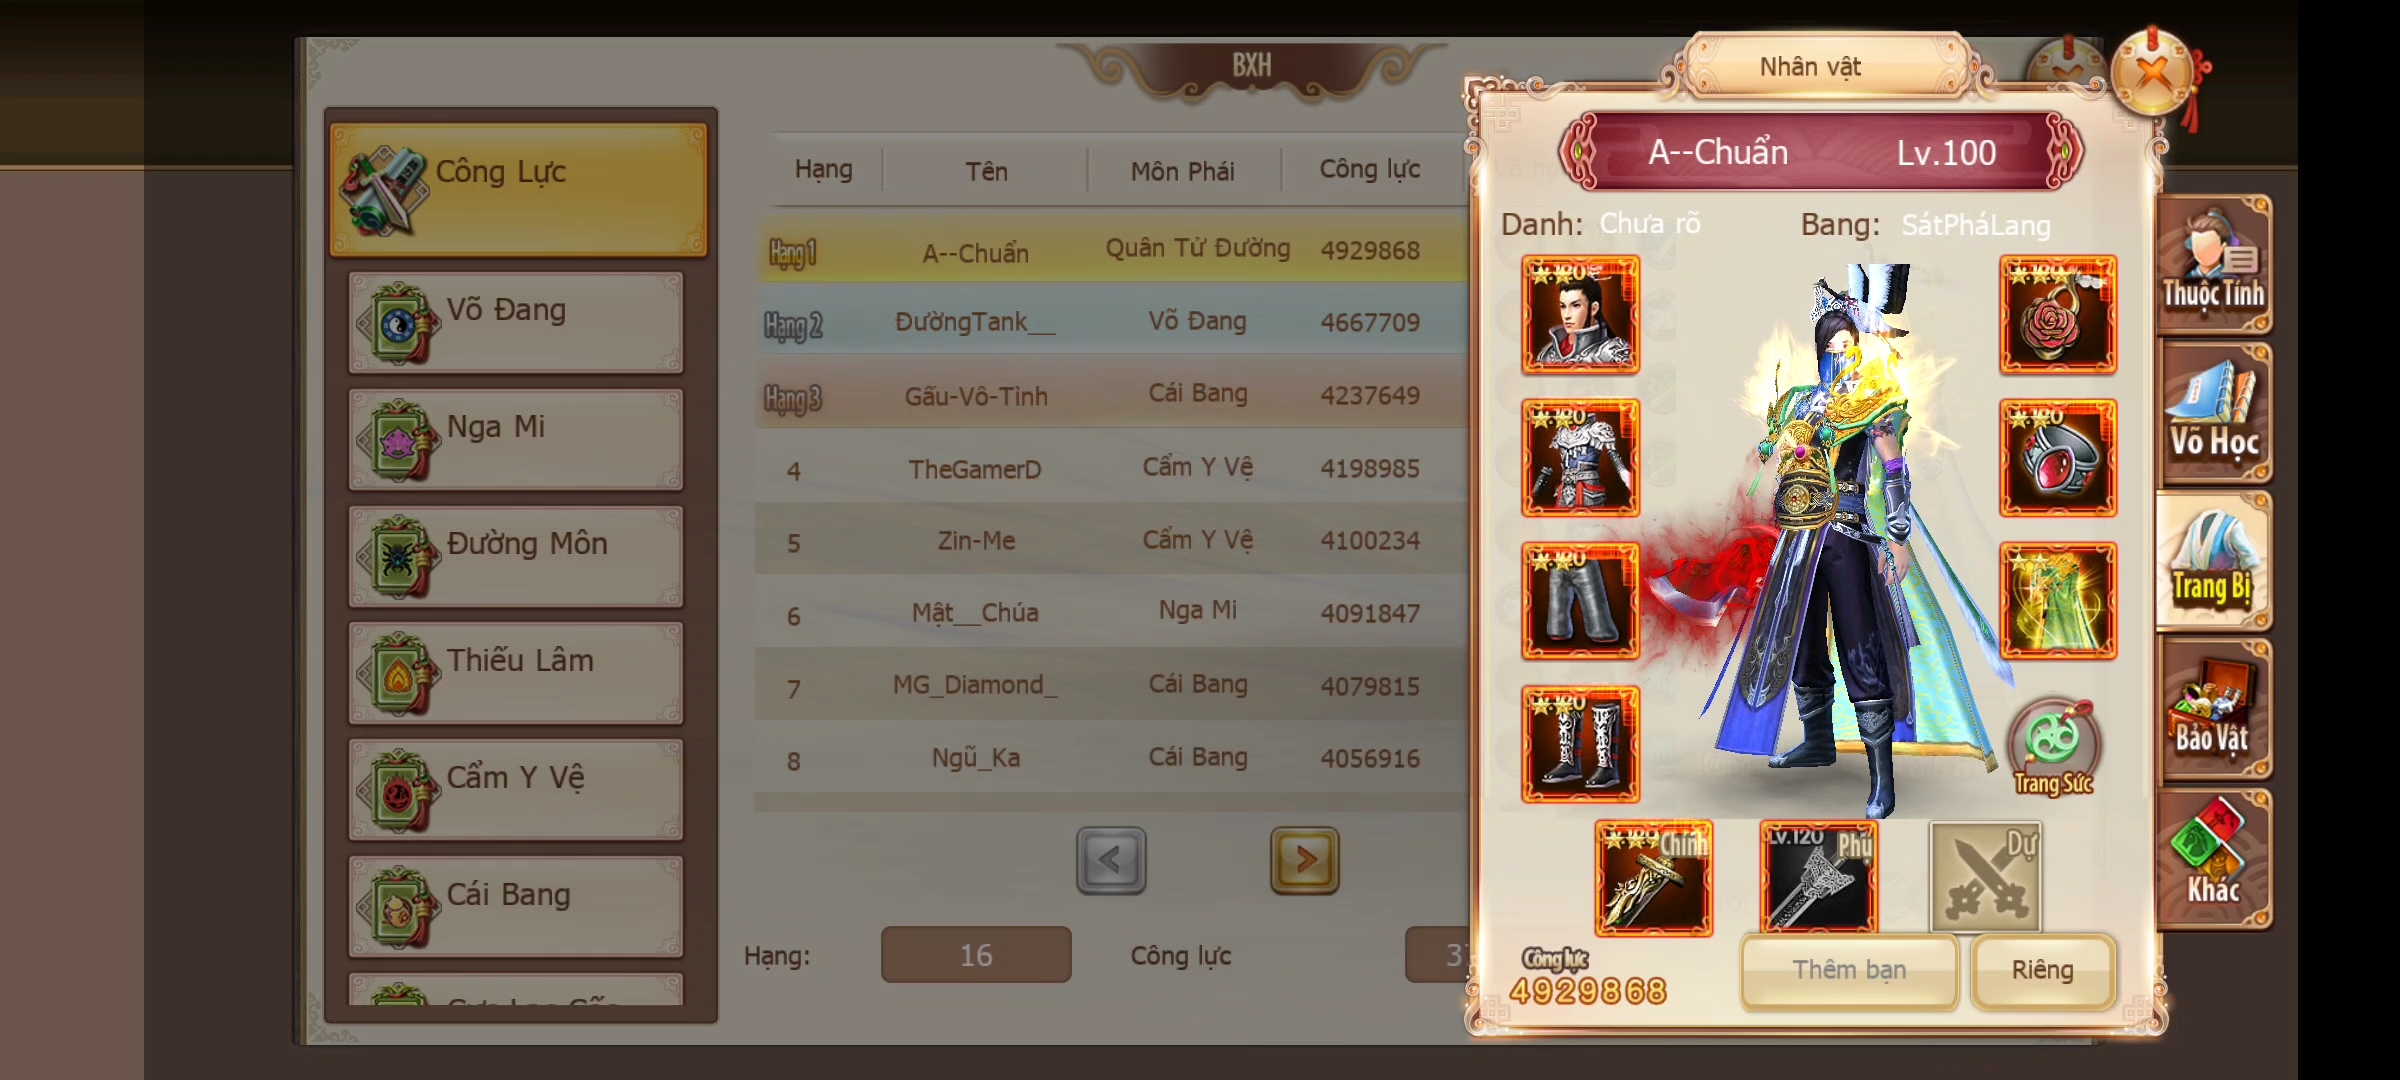 BXH
Công Lực
Võ Đang
Nga Mi
Đường Môn
Thiếu Lâm
Cẩm Y Vệ
Cái Bang
Hạng Tên Môn Phái Công lực
Hạng 1 A--Chuẩn Quân Tử Đường 4929868
Hạng 2 ĐườngTank__ Võ Đang 4667709
Hạng 3 Gấu-Vô-Tình Cái Bang 4237649
4 TheGamerD Cẩm Y Vệ 4198985
5 Zin-Me Cẩm Y Vệ 4100234
6 Mật__Chúa Nga Mi 4091847
7 MG_Diamond_ Cái Bang 4079815
8 Ngũ_Ka Cái Bang 4056916
< >
Hạng: 16 Công lực
Nhân vật
A--Chuẩn Lv.100
Danh: Chưa rõ Bang: SátPháLang
Trang Sức
Chính
Lv.120 Phụ
Dự
Công lực
4929868
Thêm bạn Riêng
Thuộc Tính
Võ Học
Trang Bị
Bảo Vật
Khác